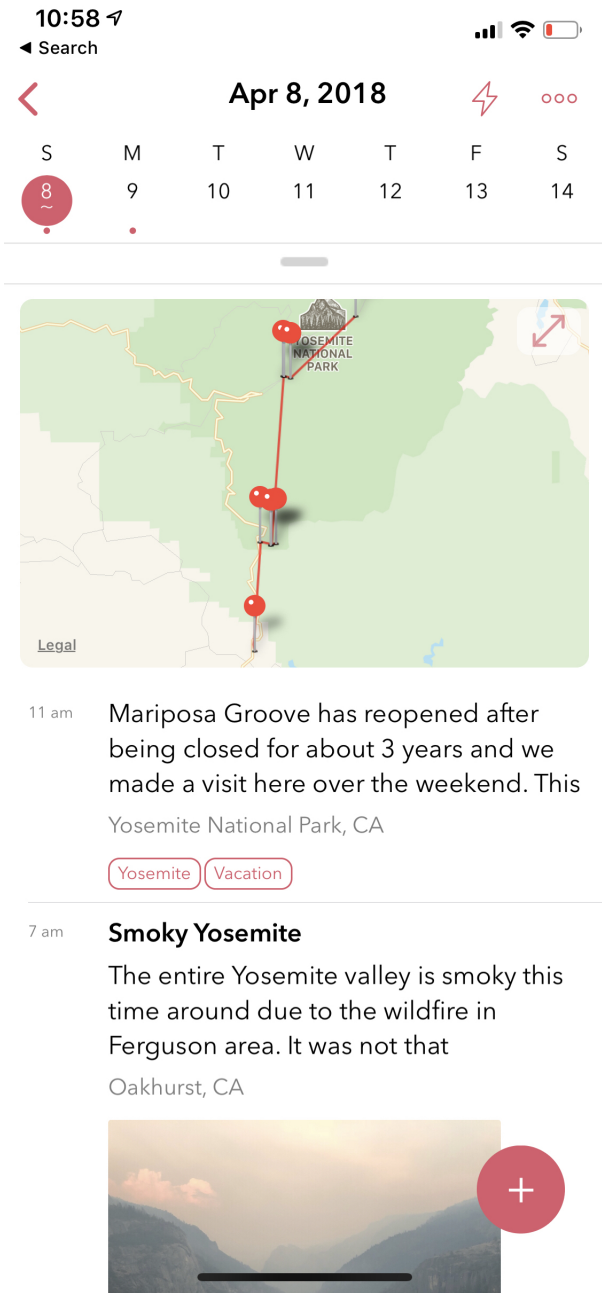 10:58
Search
Apr 8, 2018
S M T W T F S
8 9 10 11 12 13 14
YOSEMITE
NATIONAL
PARK
Legal
11 am
Mariposa Groove has reopened after
being closed for about 3 years and we
made a visit here over the weekend. This
Yosemite National Park, CA
Yosemite Vacation
7 am
Smoky Yosemite
The entire Yosemite valley is smoky this
time around due to the wildfire in
Ferguson area. It was not that
Oakhurst, CA